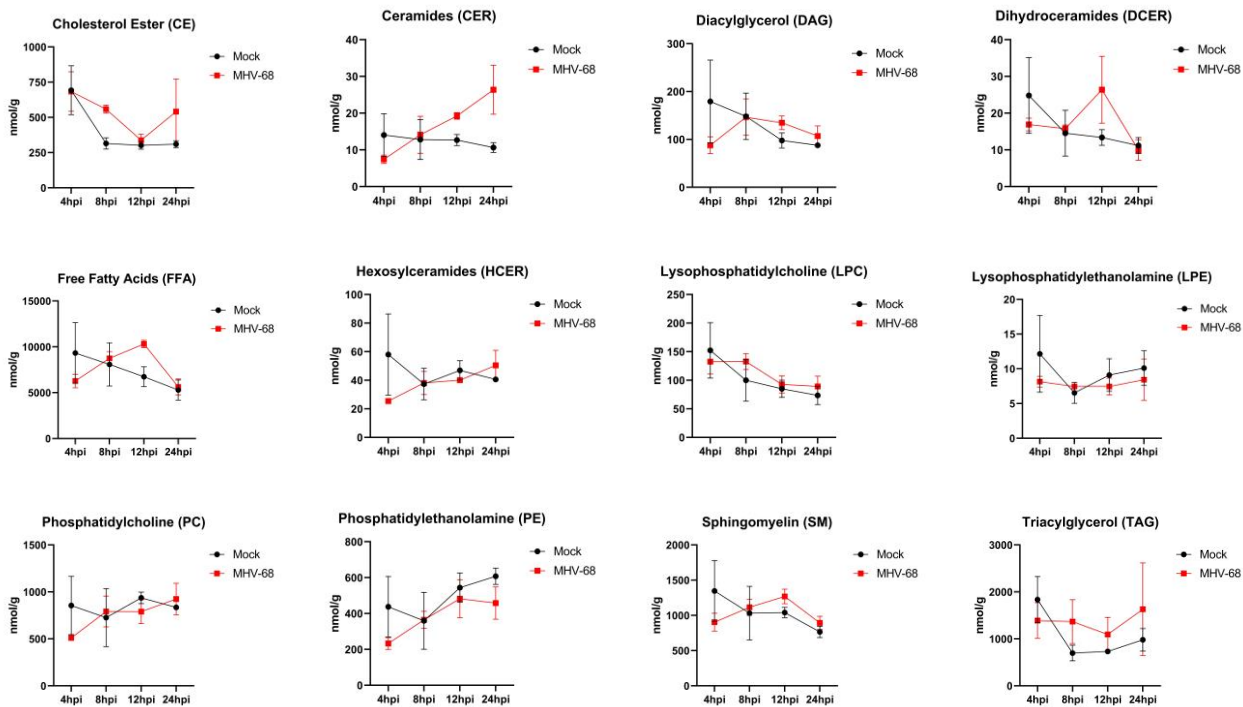 Cholesterol Ester (CE)
1000
750
500
250
0
nmol/g
4hpi 8hpi 12hpi 24hpi
Mock
MHV-68
Ceramides (CER)
40
30
20
10
0
nmol/g
4hpi 8hpi 12hpi 24hpi
Mock
MHV-68
Diacylglycerol (DAG)
300
200
100
0
nmol/g
4hpi 8hpi 12hpi 24hpi
Mock
MHV-68
Dihydroceramides (DCER)
40
30
20
10
0
nmol/g
4hpi 8hpi 12hpi 24hpi
Mock
MHV-68
Free Fatty Acids (FFA)
15000
10000
5000
0
nmol/g
4hpi 8hpi 12hpi 24hpi
Mock
MHV-68
Hexosylceramides (HCER)
100
80
60
40
20
0
nmol/g
4hpi 8hpi 12hpi 24hpi
Mock
MHV-68
Lysophosphatidylcholine (LPC)
250
200
150
100
50
0
nmol/g
4hpi 8hpi 12hpi 24hpi
Mock
MHV-68
Lysophosphatidylethanolamine (LPE)
20
15
10
5
0
nmol/g
4hpi 8hpi 12hpi 24hpi
Mock
MHV-68
Phosphatidylcholine (PC)
1500
1000
500
0
nmol/g
4hpi 8hpi 12hpi 24hpi
Mock
MHV-68
Phosphatidylethanolamine (PE)
800
600
400
200
0
nmol/g
4hpi 8hpi 12hpi 24hpi
Mock
MHV-68
Sphingomyelin (SM)
2000
1500
1000
500
0
nmol/g
4hpi 8hpi 12hpi 24hpi
Mock
MHV-68
Triacylglycerol (TAG)
3000
2000
1000
0
nmol/g
4hpi 8hpi 12hpi 24hpi
Mock
MHV-68